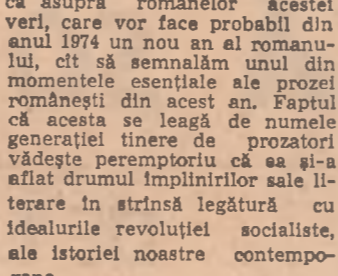 că asupra romanelor acestei
veri, care vor face probabil din
anul 1974 un nou an al romanu-
lui, cît să semnalăm unul din
momentele esențiale ale prozei
românești din acest an. Faptul
că acesta se leagă de numele
generației tinere de prozatori
vădește peremptoriu că ea și-a
aflat drumul împlinirilor sale li-
terare în strînsă legătură cu
idealurile revoluției socialiste,
ale istoriei noastre contempo-
rane